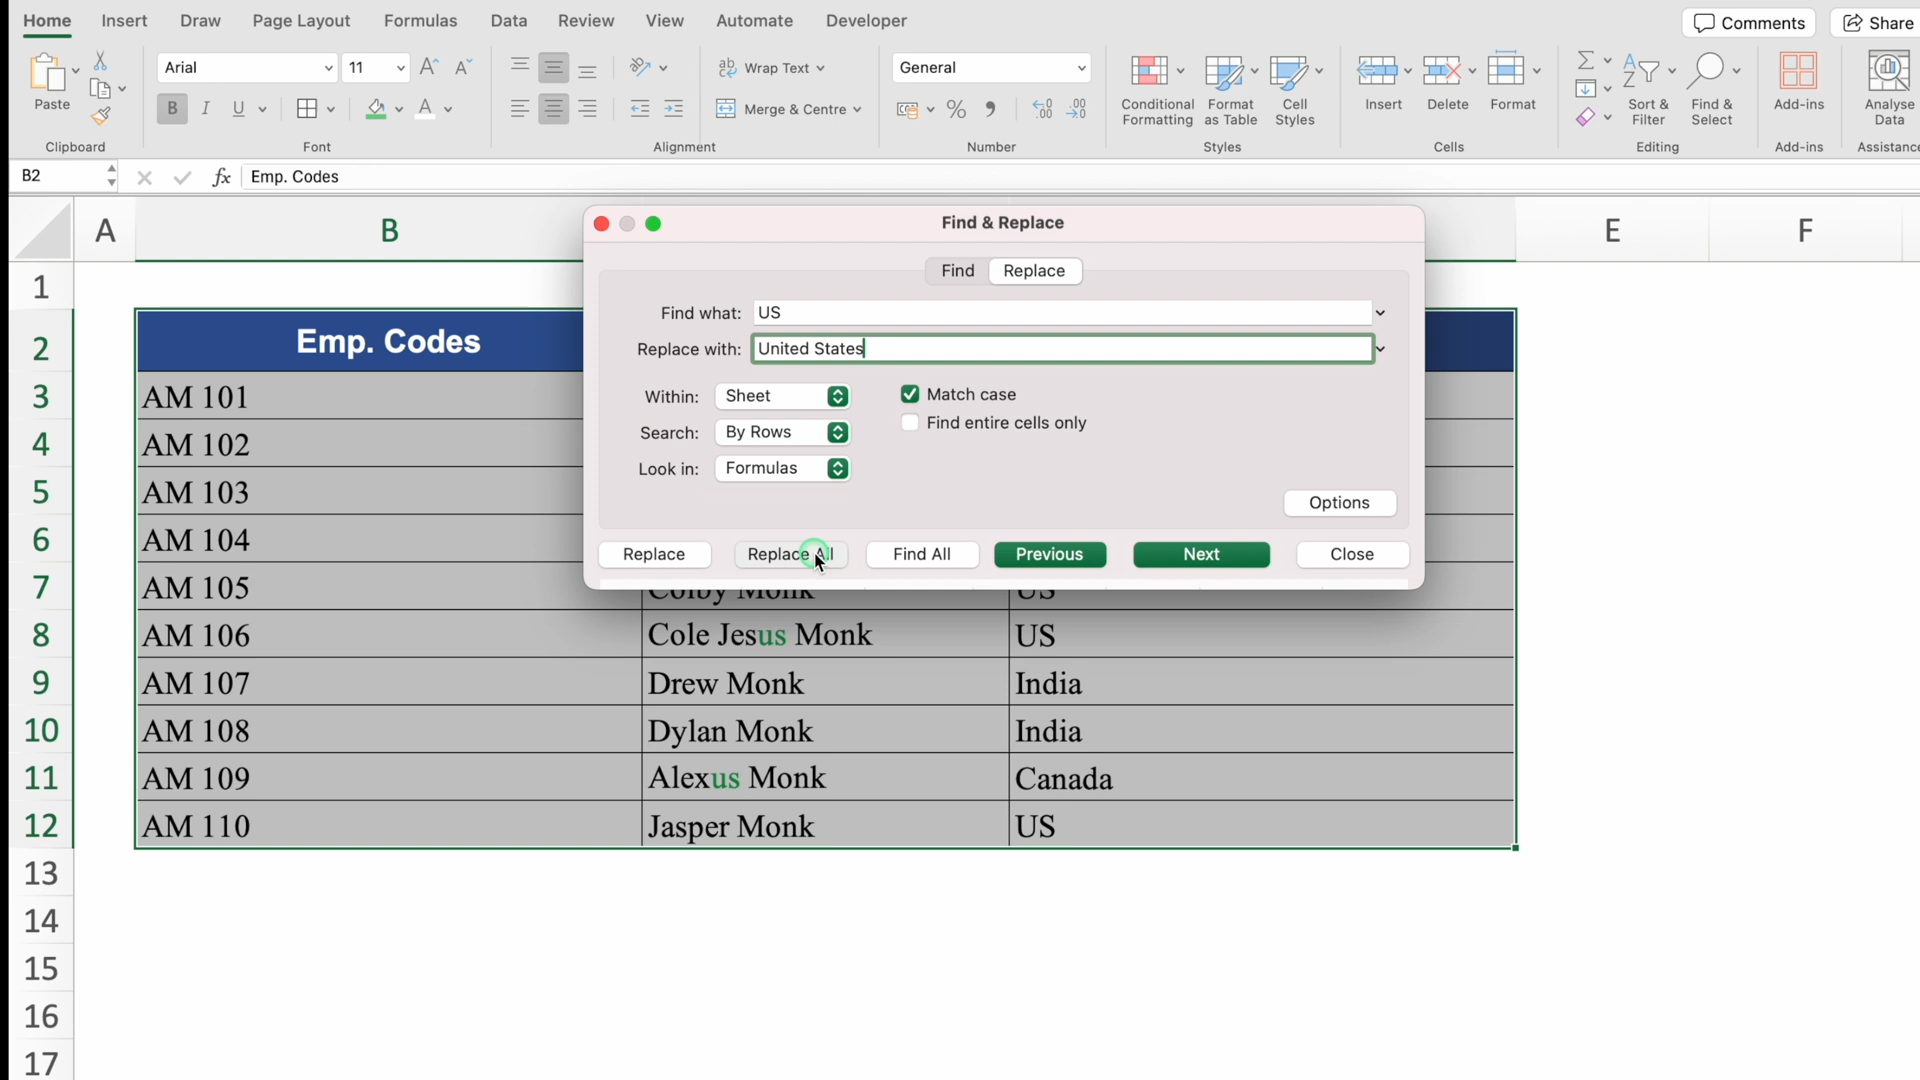 Home Insert Draw Page Layout Formulas Data Review View Automate Developer Comments Share
Arial 11 Wrap Text General
Paste Merge & Centre Conditional Formatting Format as Table Cell Styles Insert Delete Format Sort & Filter Find & Select Add-ins Analyse Data
B I U
Clipboard Font Alignment Number Styles Cells Editing Add-ins Assistance
B2 fx Emp. Codes
A B E F
Find & Replace
Find Replace
Find what: US
Replace with: United States
Within: Sheet Match case
Search: By Rows Find entire cells only
Look in: Formulas
Options
Replace Replace All Find All Previous Next Close
1
2 Emp. Codes
3 AM 101
4 AM 102
5 AM 103
6 AM 104
7 AM 105 Colby Monk US
8 AM 106 Cole Jesus Monk US
9 AM 107 Drew Monk India
10 AM 108 Dylan Monk India
11 AM 109 Alexus Monk Canada
12 AM 110 Jasper Monk US
13
14
15
16
17